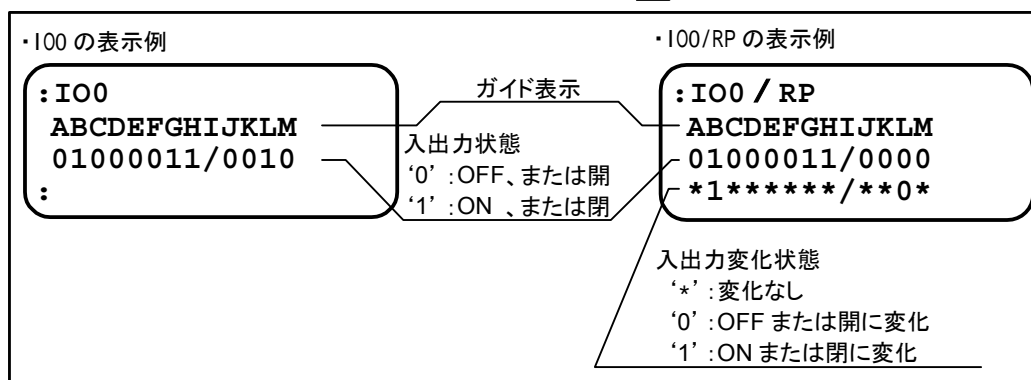 ・IO0 の表示例
:IO0
ABCDEFGHIJKLM
01000011/0010
:
ガイド表示
入出力状態
‘0’:OFF、または開
‘1’:ON 、または閉
・IO0/RP の表示例
:IO0/RP
ABCDEFGHIJKLM
01000011/0000
*1******/**0*
入出力変化状態
‘*’:変化なし
‘0’:OFF または開に変化
‘1’:ON または閉に変化